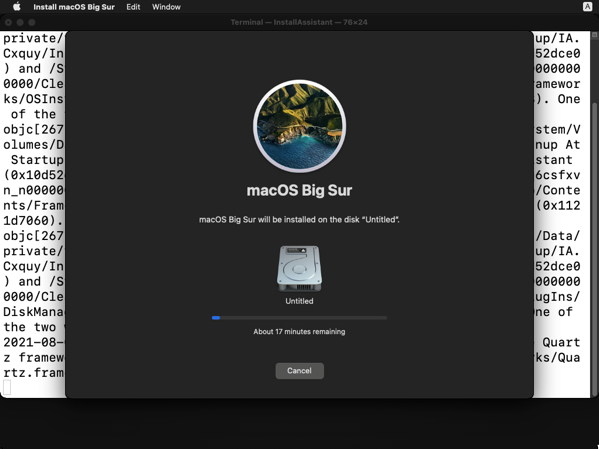 Install macOS Big Sur Edit Window A
Terminal — InstallAssistant — 76×24
private/ up/IA.
Cxquy/In 52dce0
) and /S 0000000
0000/Cle ramewor
ks/OSIns ). One
of the
objc[267 stem/V
olumes/D nup At
Startup stant
(0x10d52 6csfxv
n_n00000 /Conte
nts/Fram (0x112
1d7060).
objc[267 /Data/
private/ up/IA.
Cxquy/In 52dce0
) and /S 0000000
0000/Cle ugIns/
DiskMana ne of
the two
2021-08- Quart
z framew ks/Qua
rtz.fram
macOS Big Sur
macOS Big Sur will be installed on the disk “Untitled”.
Untitled
About 17 minutes remaining
Cancel